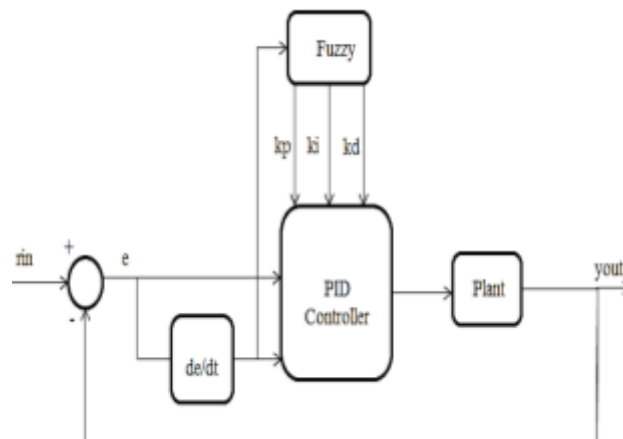 Fuzzy
kp ki kd
rin + e
-
PID
Controller
Plant
yout
de/dt